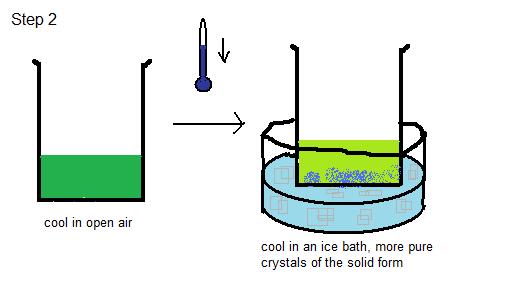 Step 2
cool in open air
cool in an ice bath, more pure
crystals of the solid form